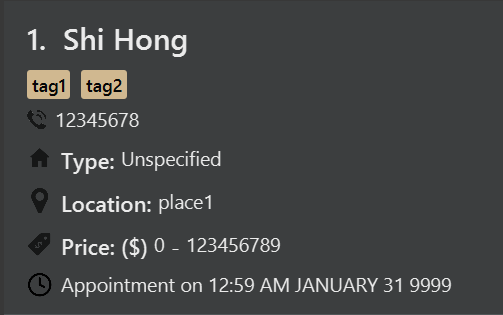 1. Shi Hong
tag1 tag2
12345678
Type: Unspecified
Location: place1
Price: ($) 0 - 123456789
Appointment on 12:59 AM JANUARY 31 9999